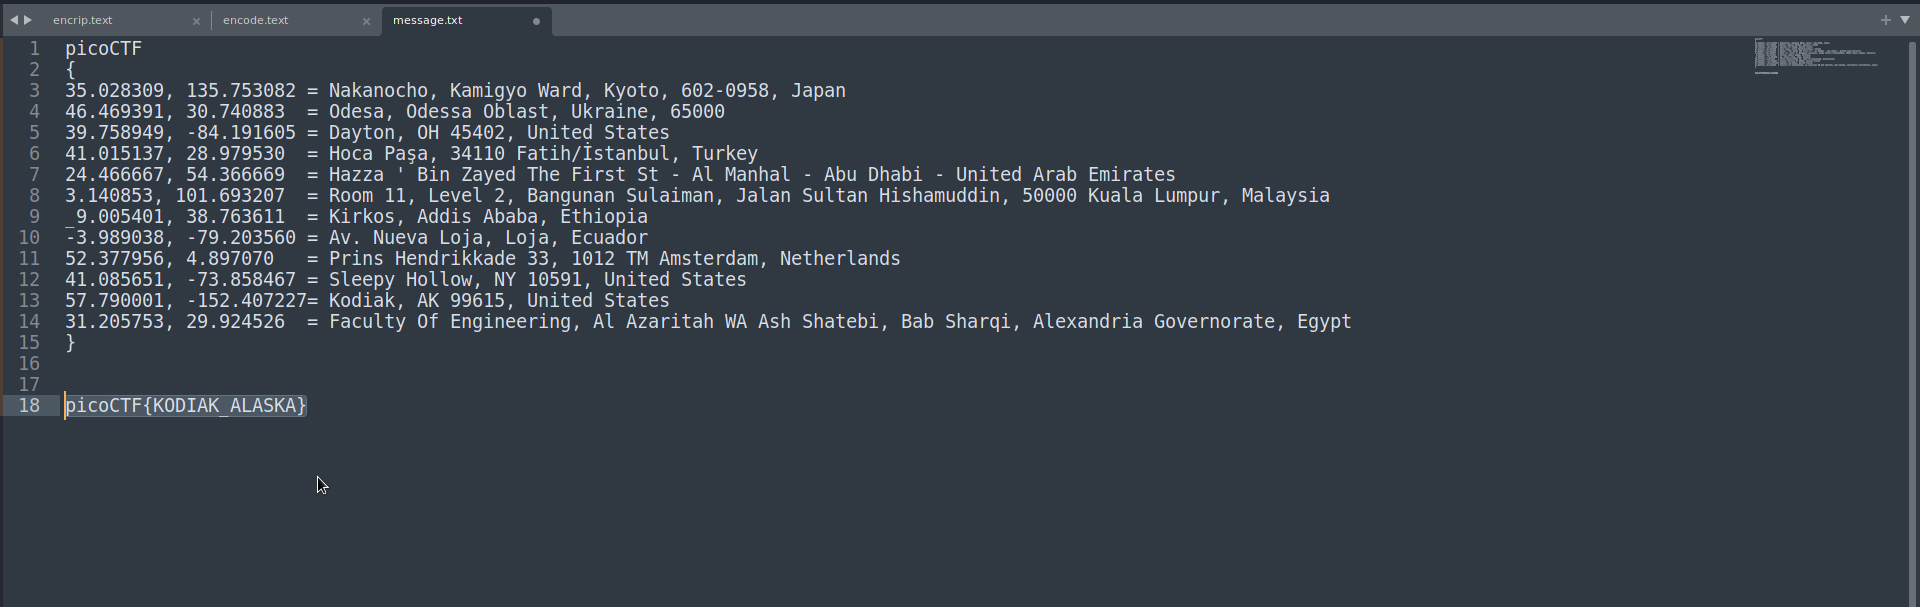 encrip.text × encode.text × message.txt
1 picoCTF
2 {
3 35.028309, 135.753082 = Nakanocho, Kamigyo Ward, Kyoto, 602-0958, Japan
4 46.469391, 30.740883  = Odesa, Odessa Oblast, Ukraine, 65000
5 39.758949, -84.191605 = Dayton, OH 45402, United States
6 41.015137, 28.979530  = Hoca Paşa, 34110 Fatih/İstanbul, Turkey
7 24.466667, 54.366669  = Hazza ' Bin Zayed The First St - Al Manhal - Abu Dhabi - United Arab Emirates
8 3.140853, 101.693207  = Room 11, Level 2, Bangunan Sulaiman, Jalan Sultan Hishamuddin, 50000 Kuala Lumpur, Malaysia
9 _9.005401, 38.763611  = Kirkos, Addis Ababa, Ethiopia
10 -3.989038, -79.203560 = Av. Nueva Loja, Loja, Ecuador
11 52.377956, 4.897070   = Prins Hendrikkade 33, 1012 TM Amsterdam, Netherlands
12 41.085651, -73.858467 = Sleepy Hollow, NY 10591, United States
13 57.790001, -152.407227= Kodiak, AK 99615, United States
14 31.205753, 29.924526  = Faculty Of Engineering, Al Azaritah WA Ash Shatebi, Bab Sharqi, Alexandria Governorate, Egypt
15 }
16
17
18 picoCTF{KODIAK_ALASKA}